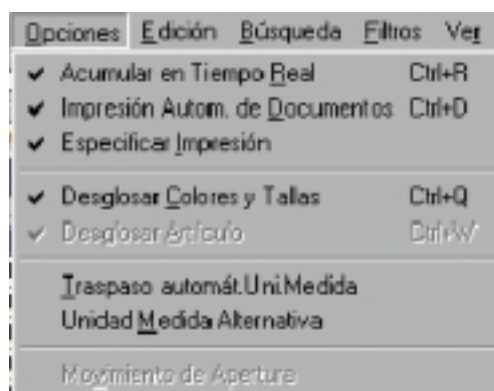 Opciones Edición Búsqueda Filtros Ver
Acumular en Tiempo Real Ctrl+R
Impresión Autom. de Documentos Ctrl+D
Especificar Impresión
Desglosar Colores y Tallas Ctrl+Q
Desglosar Artículo Ctrl+W
Traspaso automát.Uni.Medida
Unidad Medida Alternativa
Movimiento de Apertura